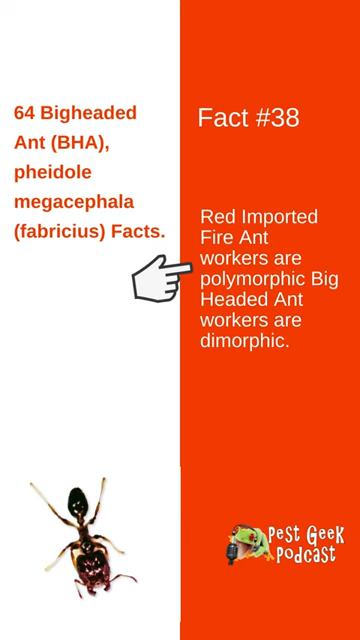 64 Bigheaded
Ant (BHA),
pheidole
megacephala
(fabricius) Facts.
Fact #38
Red Imported
Fire Ant
workers are
polymorphic Big
Headed Ant
workers are
dimorphic.
Pest Geek
Podcast